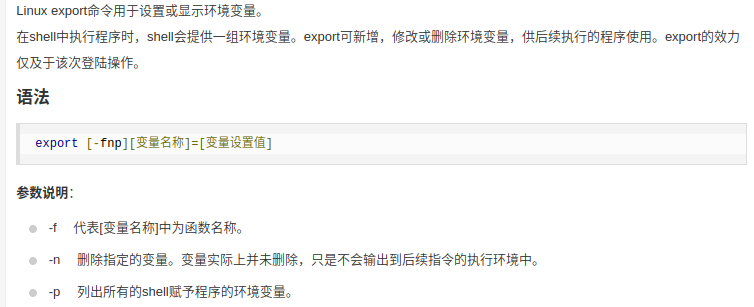 Linux export命令用于设置或显示环境变量。
在shell中执行程序时，shell会提供一组环境变量。export可新增，修改或删除环境变量，供后续执行的程序使用。export的效力
仅及于该次登陆操作。
语法
export [-fnp][变量名称]=[变量设置值]
参数说明：
-f 代表[变量名称]中为函数名称。
-n 删除指定的变量。变量实际上并未删除，只是不会输出到后续指令的执行环境中。
-p 列出所有的shell赋予程序的环境变量。